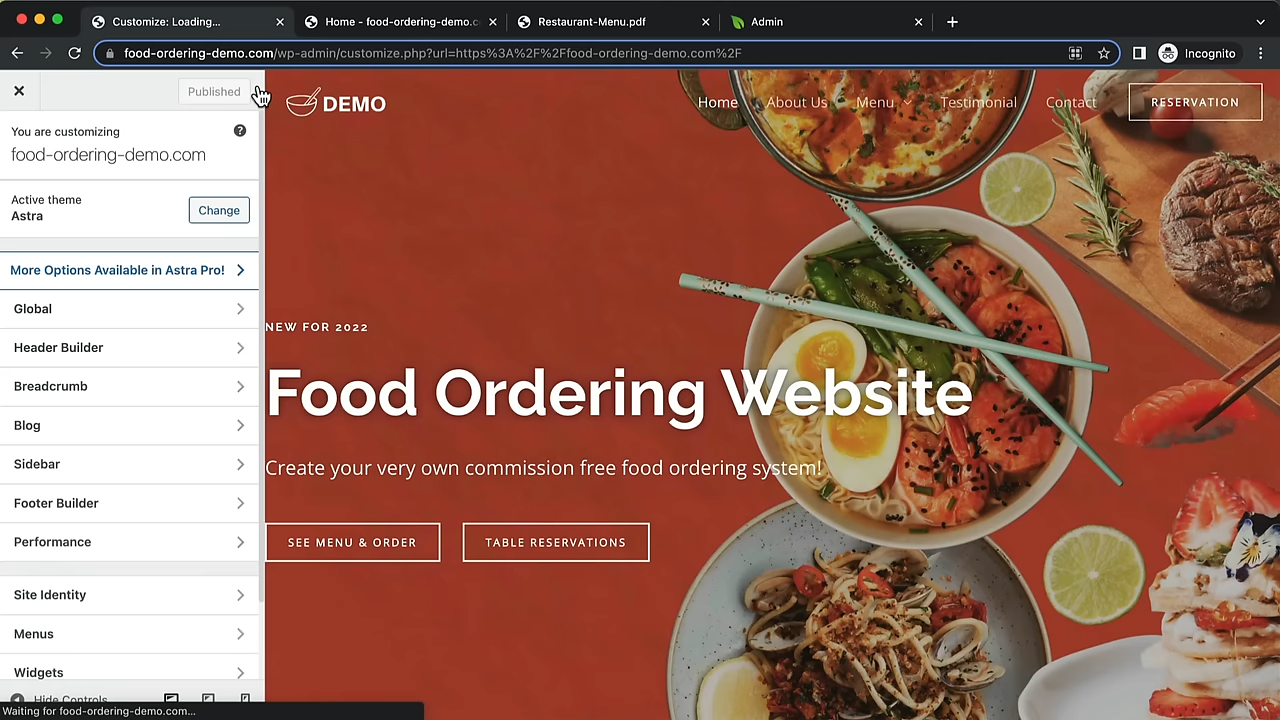 Customize: Loading...
Home - food-ordering-demo.c
Restaurant-Menu.pdf
Admin
food-ordering-demo.com/wp-admin/customize.php?url=https%3A%2F%2Ffood-ordering-demo.com%2F
Incognito
Published
You are customizing
food-ordering-demo.com
Active theme
Astra
Change
More Options Available in Astra Pro!
Global
Header Builder
Breadcrumb
Blog
Sidebar
Footer Builder
Performance
Site Identity
Menus
Widgets
Hide Controls
Waiting for food-ordering-demo.com...
DEMO
Home
About Us
Menu
Testimonial
Contact
RESERVATION
NEW FOR 2022
Food Ordering Website
Create your very own commission free food ordering system!
SEE MENU & ORDER
TABLE RESERVATIONS